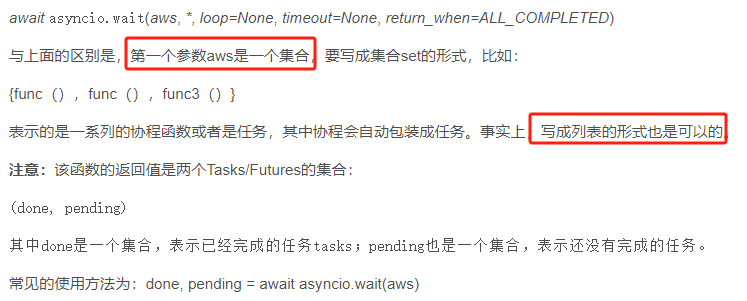 await asyncio.wait(aws, *, loop=None, timeout=None, return_when=ALL_COMPLETED)
与上面的区别是，第一个参数aws是一个集合，要写成集合set的形式，比如：
{func（），func（），func3（）}
表示的是一系列的协程函数或者是任务，其中协程会自动包装成任务。事实上，写成列表的形式也是可以的。
注意：该函数的返回值是两个Tasks/Futures的集合：
(done, pending)
其中done是一个集合，表示已经完成的任务tasks；pending也是一个集合，表示还没有完成的任务。
常见的使用方法为：done, pending = await asyncio.wait(aws)